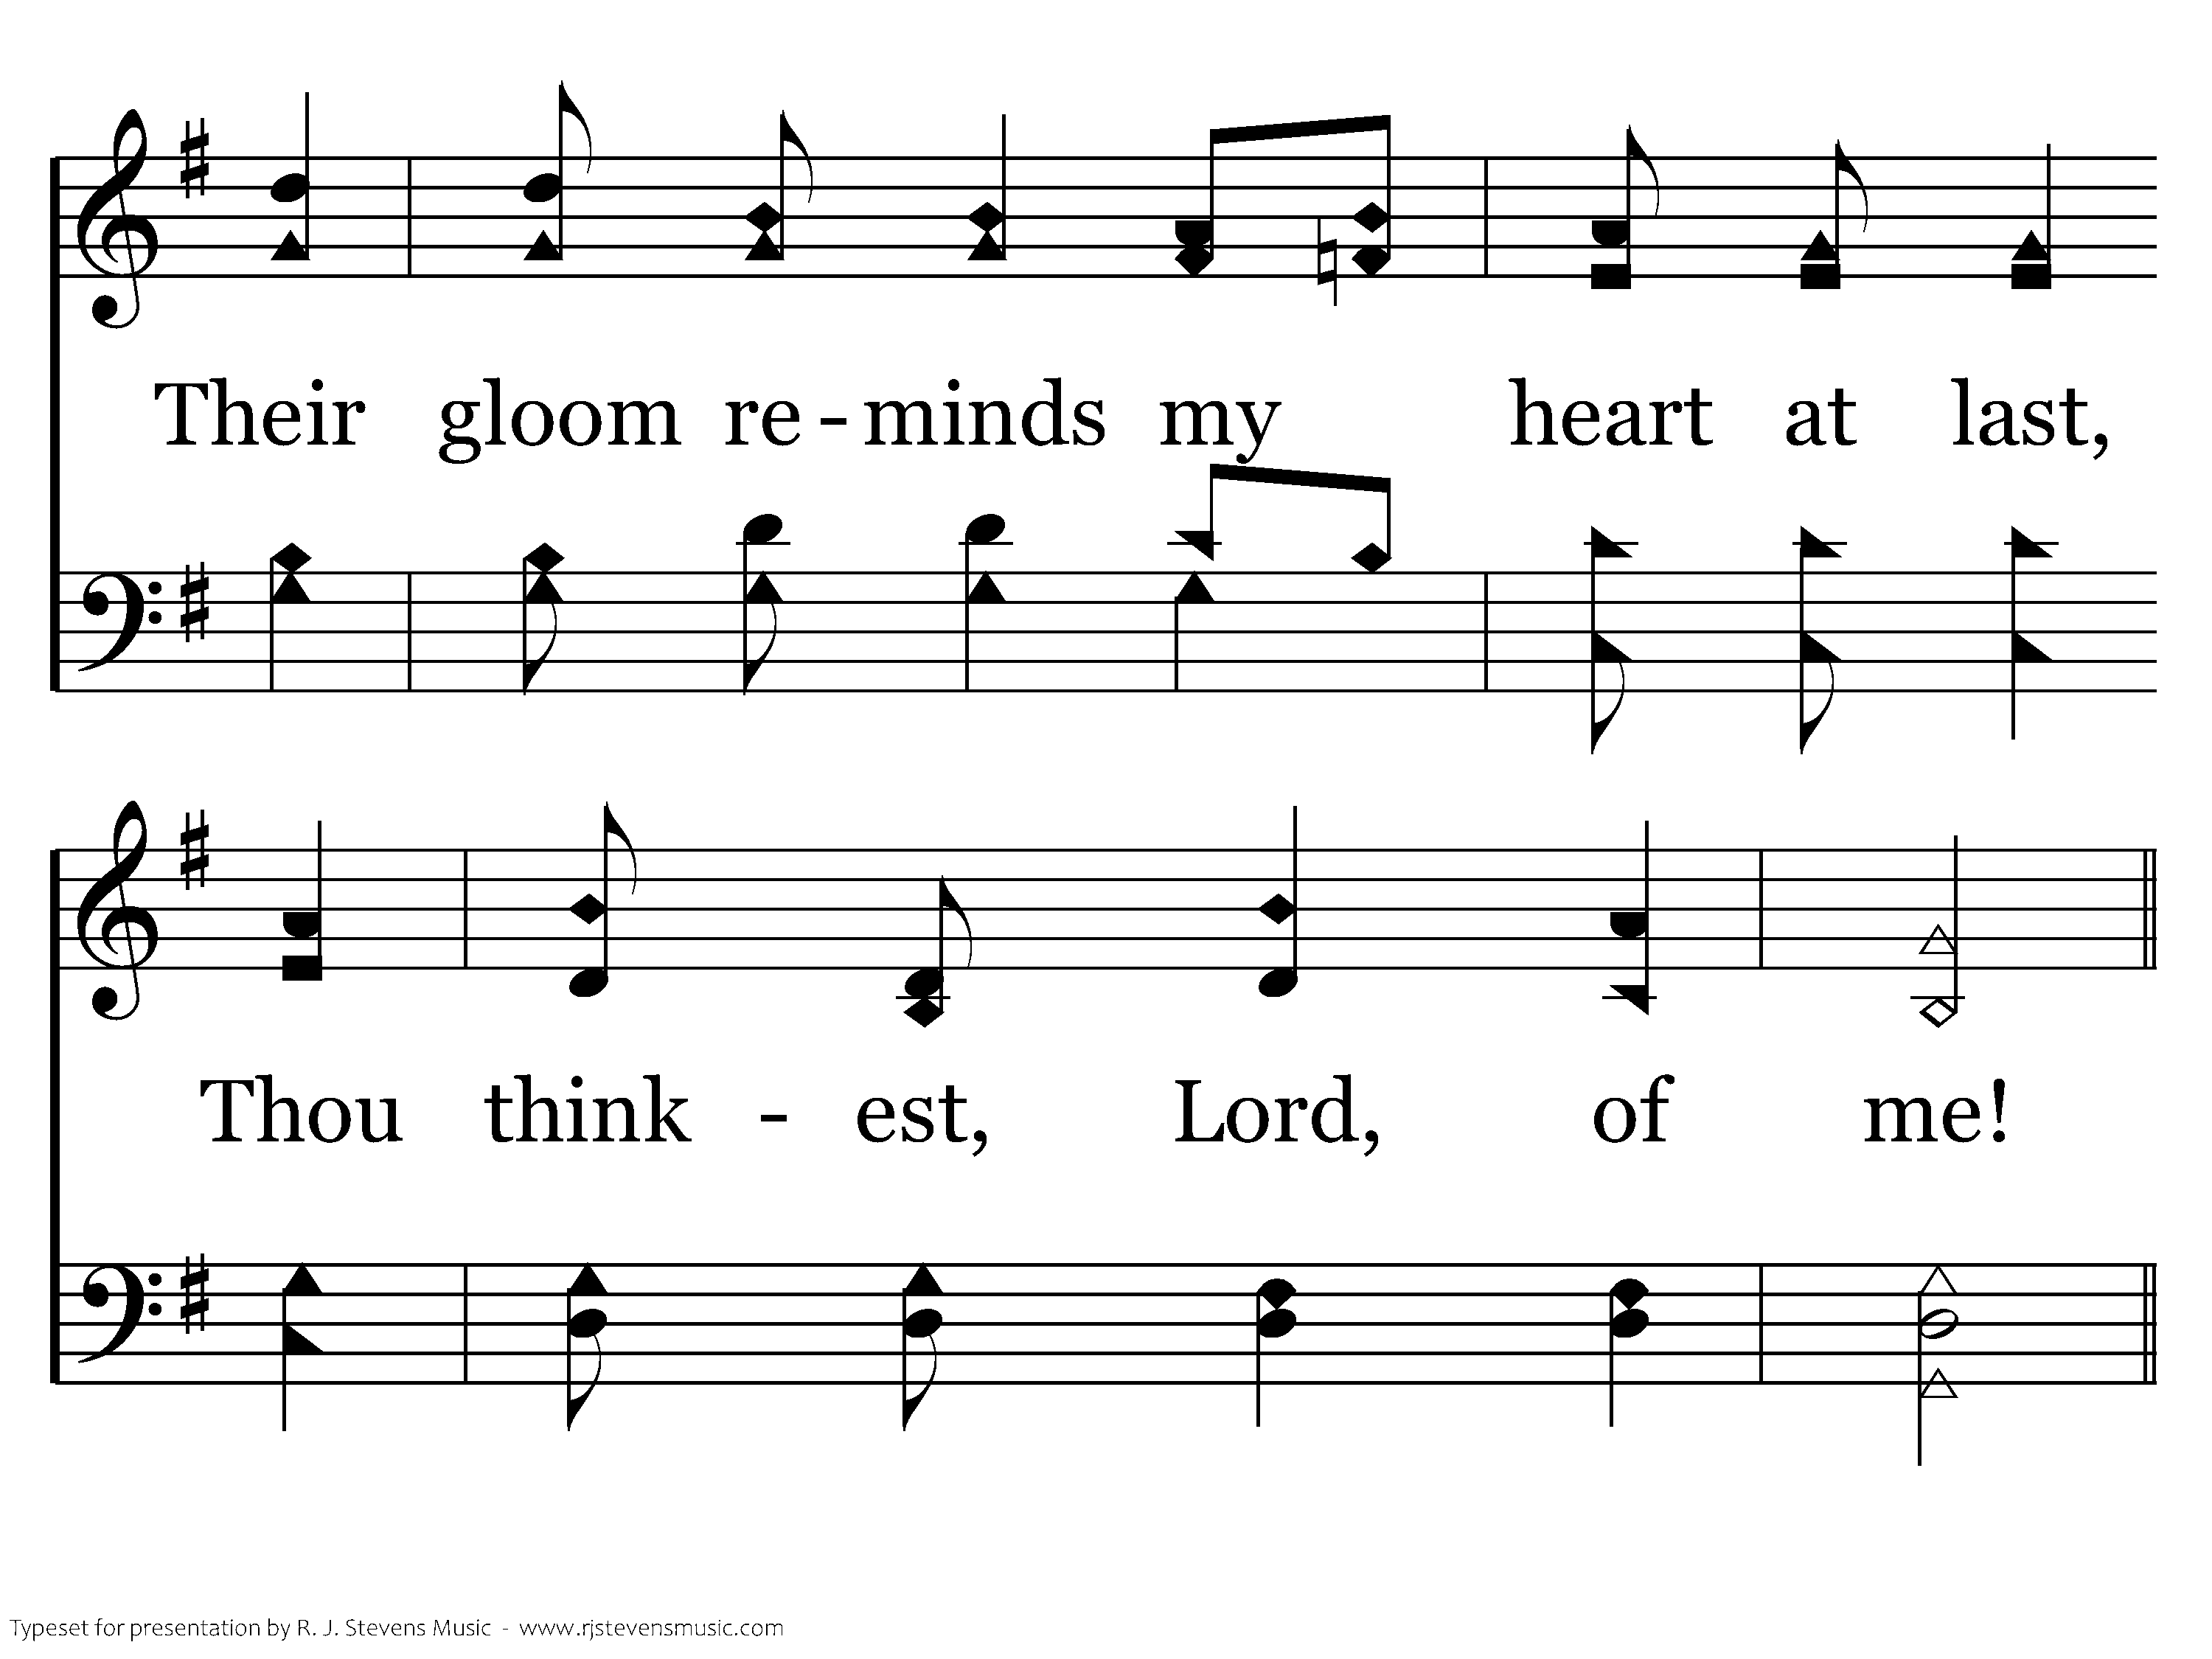 Their gloom re - minds my heart at last,
Thou think - est, Lord, of me!
Typeset for presentation by R. J. Stevens Music - www.rjstevensmusic.com